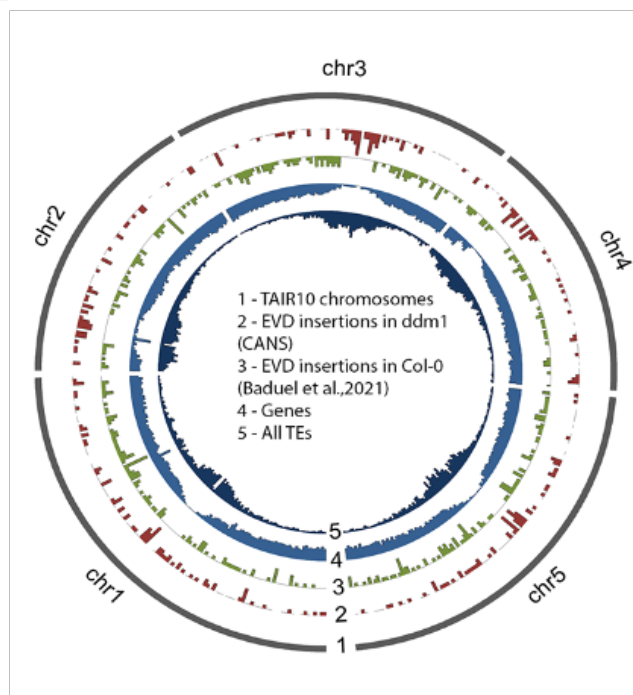 chr3
chr2
chr4
1 - TAIR10 chromosomes
2 - EVD insertions in ddm1
(CANS)
3 - EVD insertions in Col-0
(Baduel et al.,2021)
4 - Genes
5 - All TEs
5
4
chr1
chr5
3
2
1